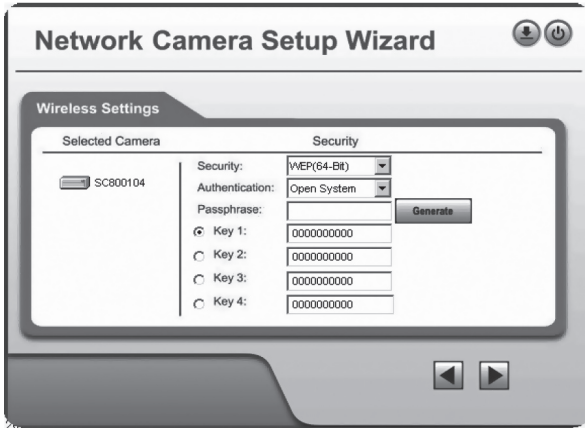 Network Camera Setup Wizard
Wireless Settings
Selected Camera
Security
SC800104
Security: WEP(64-Bit)
Authentication: Open System
Passphrase: Generate
Key 1: 0000000000
Key 2: 0000000000
Key 3: 0000000000
Key 4: 0000000000